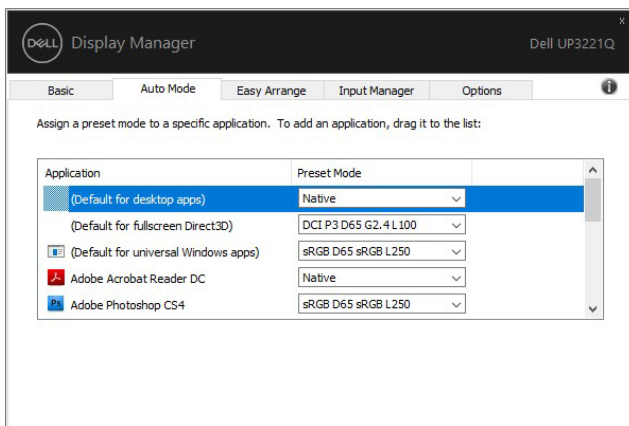 DELL Display Manager Dell UP3221Q
x
Basic Auto Mode Easy Arrange Input Manager Options i
Assign a preset mode to a specific application. To add an application, drag it to the list:
Application Preset Mode
(Default for desktop apps) Native
(Default for fullscreen Direct3D) DCI P3 D65 G2.4 L100
(Default for universal Windows apps) sRGB D65 sRGB L250
Adobe Acrobat Reader DC Native
Ps Adobe Photoshop CS4 sRGB D65 sRGB L250